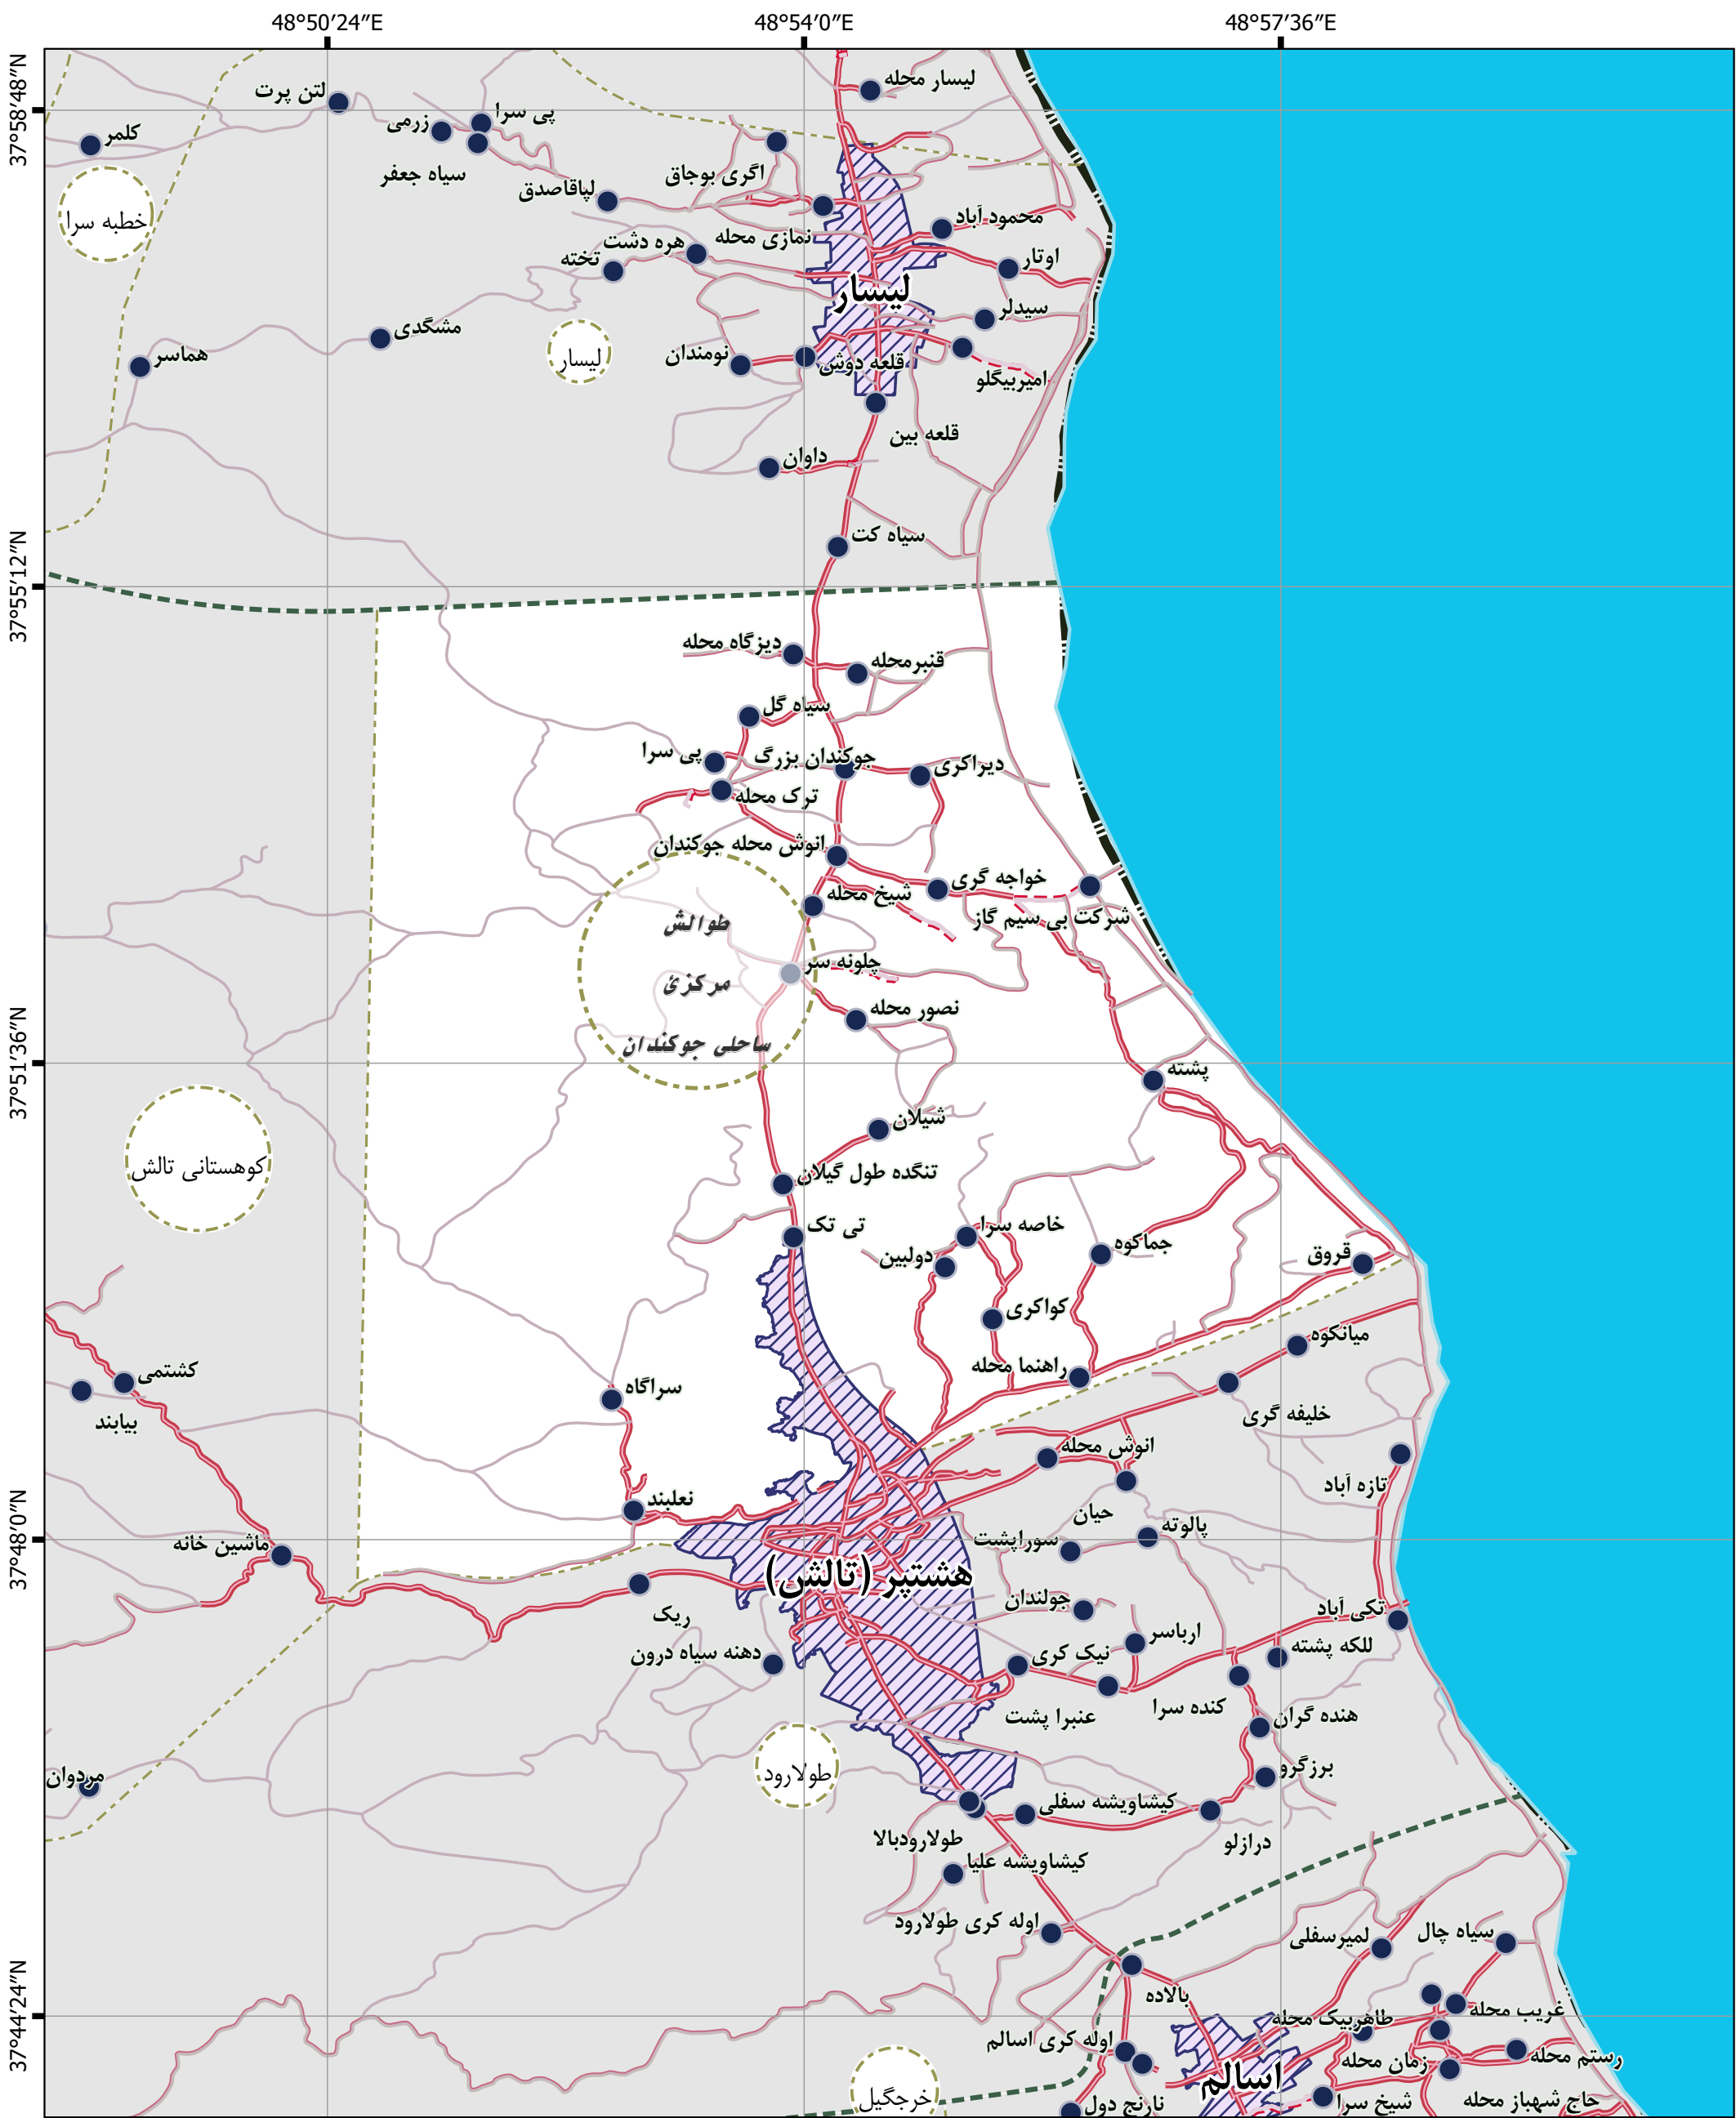 48°50′24″E
48°54′0″E
48°57′36″E
37°58′48″N
37°55′12″N
37°51′36″N
37°48′0″N
37°44′24″N
لیسار محله
لتن پرت
پی سرا
زرمی
کلمر
سیاه جعفر
اگری بوجاق
لپاقاصدق
خطبه سرا
محمود آباد
نمازی محله
هره دشت
تخته
اوتار
لیسار
سیدلر
مشگدی
هماسر
لیسار
نومندان
قلعه دوش
امیربیگلو
قلعه بین
داوان
سیاه کت
دیزگاه محله
قنبرمحله
سیاه گل
پی سرا
جوکندان بزرگ
دیراکری
ترک محله
انوش محله جوکندان
خواجه گری
شیخ محله
شرکت بی سیم گاز
طوالش
مرکزئ
ساحلی جوکندان
چلونه سر
نصور محله
پشته
شیلان
کوهستانی تالش
تنگده طول گیلان
تی تک
خاصه سرا
دولبین
جماکوه
قروق
کواکری
میانکوه
راهنما محله
کشتمی
بیابند
سراگاه
خلیفه گری
انوش محله
تازه آباد
نعلبند
حیان
پالوته
سوراپشت
ماشین خانه
هشتپر (تالش)
جولندان
تکی آباد
ریک
ارباسر
للکه پشته
نیک کری
دهنه سیاه درون
عنبرا پشت
کنده سرا
هنده گران
طولارود
مردوان
برزگرو
کیشاویشه سفلی
طولارودبالا
درازلو
کیشاویشه علیا
اوله کری طولارود
لمیرسفلی
سیاه چال
بالاده
غریب محله
طاهربیک محله
اوله کری اسالم
زمان محله
رستم محله
اسالم
خرجگیل
نارنج دول
شیخ سرا
حاج شهباز محله